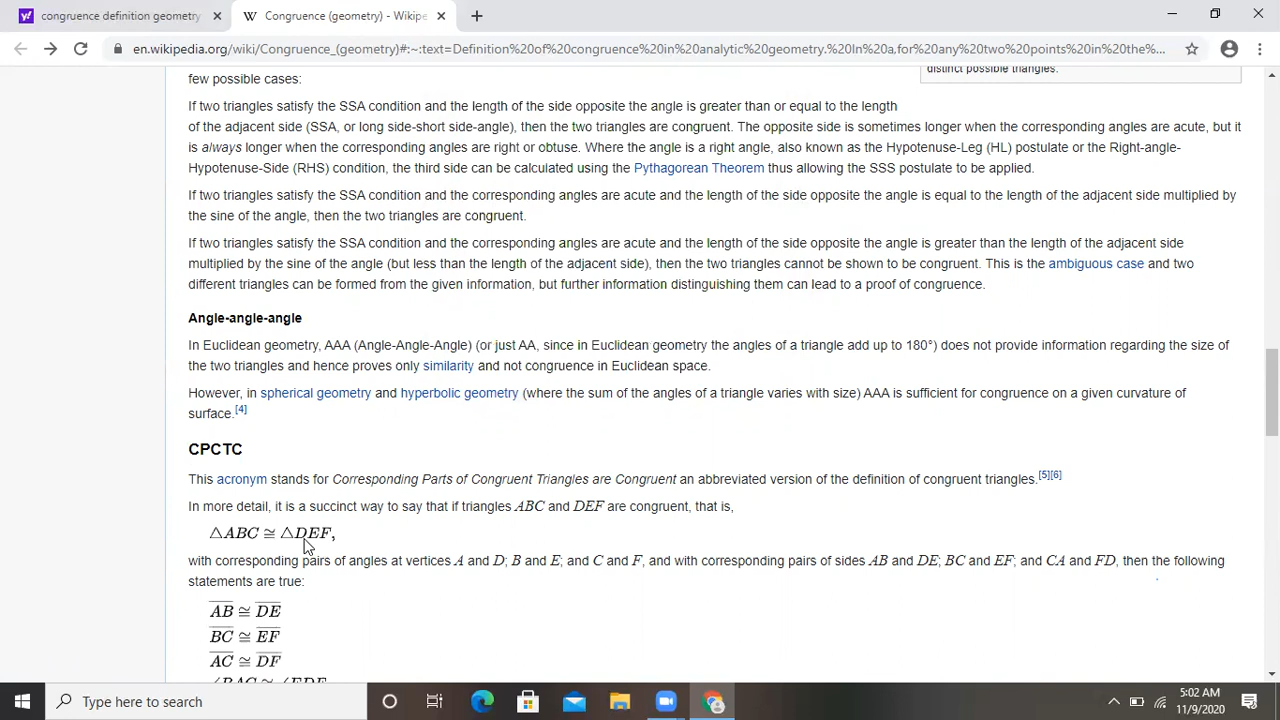 congruence definition geometry
Congruence (geometry) - Wikipe
en.wikipedia.org/wiki/Congruence_(geometry)#:~:text=Definition%20of%20congruence%20in%20analytic%20geometry.%20In%20a,for%20any%20two%20points%20in%20the%...
few possible cases:
distinct possible triangles.
If two triangles satisfy the SSA condition and the length of the side opposite the angle is greater than or equal to the length
of the adjacent side (SSA, or long side-short side-angle), then the two triangles are congruent. The opposite side is sometimes longer when the corresponding angles are acute, but it
is always longer when the corresponding angles are right or obtuse. Where the angle is a right angle, also known as the Hypotenuse-Leg (HL) postulate or the Right-angle-
Hypotenuse-Side (RHS) condition, the third side can be calculated using the Pythagorean Theorem thus allowing the SSS postulate to be applied.
If two triangles satisfy the SSA condition and the corresponding angles are acute and the length of the side opposite the angle is equal to the length of the adjacent side multiplied by
the sine of the angle, then the two triangles are congruent.
If two triangles satisfy the SSA condition and the corresponding angles are acute and the length of the side opposite the angle is greater than the length of the adjacent side
multiplied by the sine of the angle (but less than the length of the adjacent side), then the two triangles cannot be shown to be congruent. This is the ambiguous case and two
different triangles can be formed from the given information, but further information distinguishing them can lead to a proof of congruence.
Angle-angle-angle
In Euclidean geometry, AAA (Angle-Angle-Angle) (or just AA, since in Euclidean geometry the angles of a triangle add up to 180°) does not provide information regarding the size of
the two triangles and hence proves only similarity and not congruence in Euclidean space.
However, in spherical geometry and hyperbolic geometry (where the sum of the angles of a triangle varies with size) AAA is sufficient for congruence on a given curvature of
surface.[4]
CPCTC
This acronym stands for Corresponding Parts of Congruent Triangles are Congruent an abbreviated version of the definition of congruent triangles.[5][6]
In more detail, it is a succinct way to say that if triangles ABC and DEF are congruent, that is,
△ABC ≅ △DEF,
with corresponding pairs of angles at vertices A and D; B and E; and C and F, and with corresponding pairs of sides AB and DE; BC and EF; and CA and FD, then the following
statements are true:
A̅B̅ ≅ D̅E̅
B̅C̅ ≅ E̅F̅
A̅C̅ ≅ D̅F̅
∠BAC ≅ ∠EDF
Type here to search
5:02 AM
11/9/2020